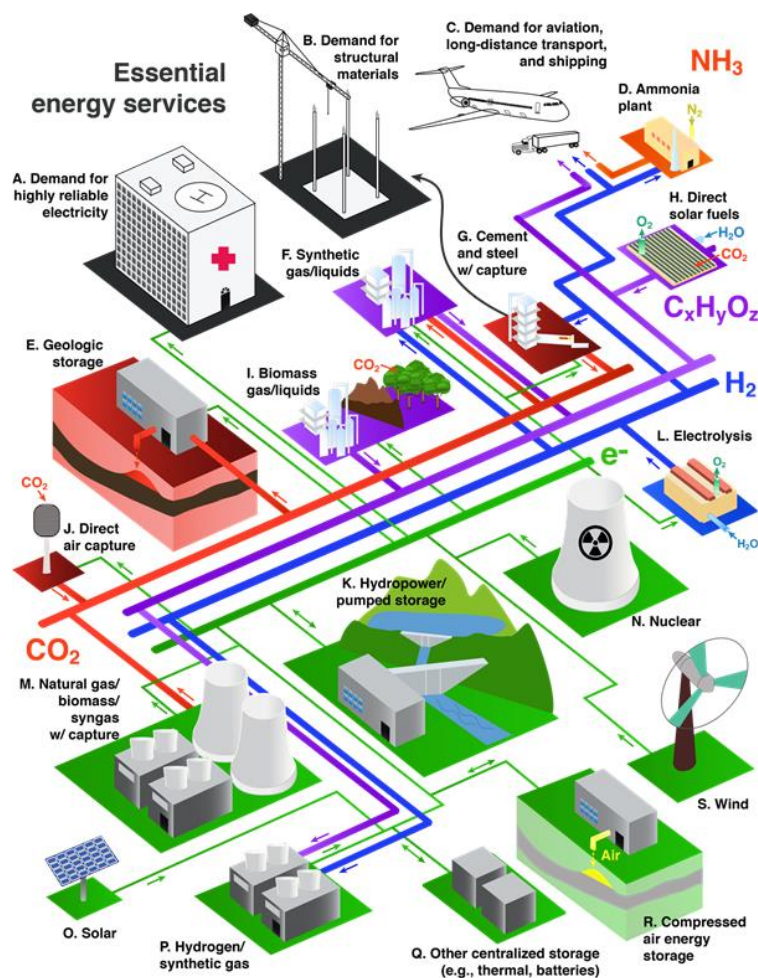 Essential
energy services
A. Demand for
highly reliable
electricity
B. Demand for
structural
materials
C. Demand for aviation,
long-distance transport,
and shipping
NH3
D. Ammonia
plant
N2
H. Direct
solar fuels
O2
H2O
CO2
CxHyOz
F. Synthetic
gas/liquids
G. Cement
and steel
w/ capture
H
E. Geologic
storage
I. Biomass
gas/liquids
CO2
H2
L. Electrolysis
O2
H2O
e-
CO2
J. Direct
air capture
K. Hydropower/
pumped storage
N. Nuclear
CO2
M. Natural gas/
biomass/
syngas
w/ capture
S. Wind
Air
O. Solar
P. Hydrogen/
synthetic gas
Q. Other centralized storage
(e.g., thermal, batteries)
R. Compressed
air energy
storage